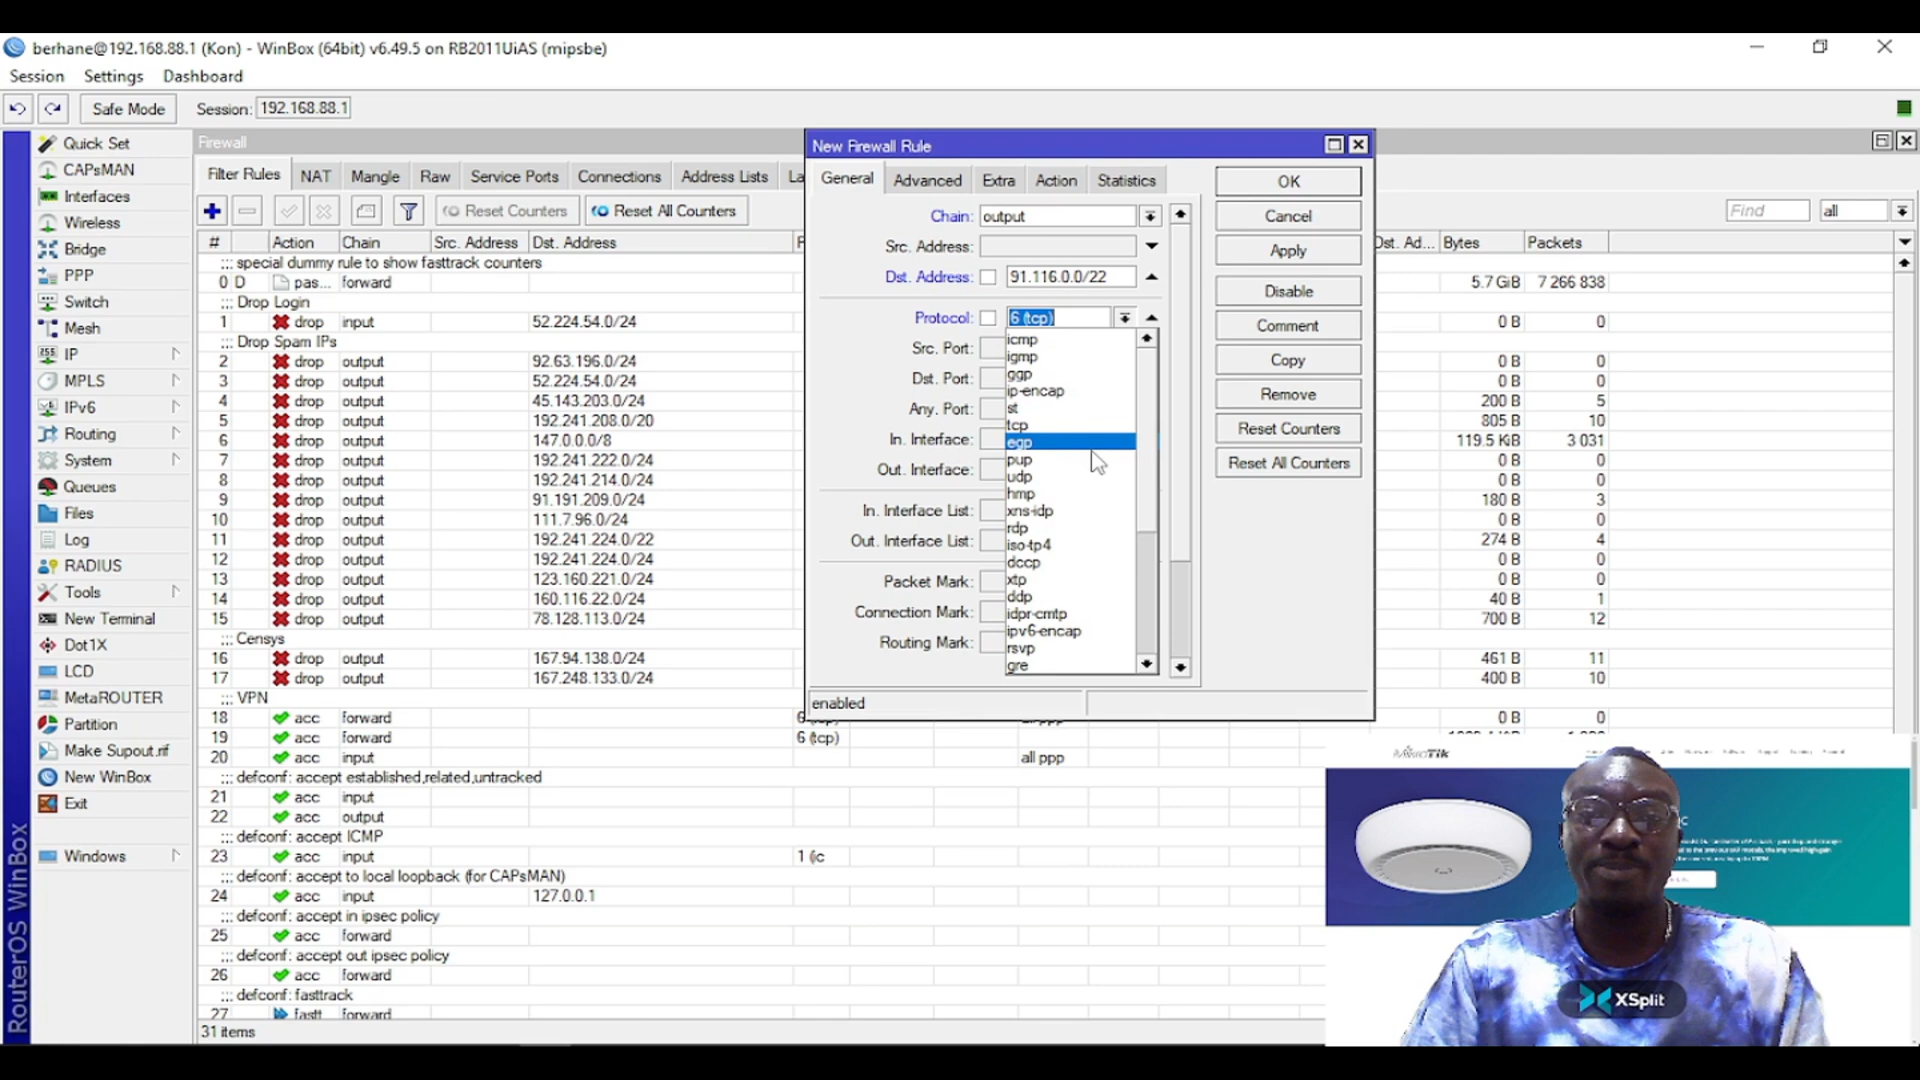 berhane@192.168.88.1 (Kon) - WinBox (64bit) v6.49.5 on RB2011UiAS (mipsbe)
Session Settings Dashboard
Safe Mode Session: 192.168.88.1
Quick Set
CAPsMAN
Interfaces
Wireless
Bridge
PPP
Switch
Mesh
IP
MPLS
IPv6
Routing
System
Queues
Files
Log
RADIUS
Tools
New Terminal
Dot1X
LCD
MetaROUTER
Partition
Make Supout.rif
New WinBox
Exit
Windows
RouterOS WinBox
Firewall
Filter Rules NAT Mangle Raw Service Ports Connections Address Lists La
Reset Counters Reset All Counters Find all
# Action Chain Src. Address Dst. Address Dst. Ad... Bytes Packets
::: special dummy rule to show fasttrack counters
0 D pas... forward 5.7 GiB 7 266 838
::: Drop Login
1 drop input 52.224.54.0/24 0 B 0
::: Drop Spam IPs
2 drop output 92.63.196.0/24 0 B 0
3 drop output 52.224.54.0/24 0 B 0
4 drop output 45.143.203.0/24 200 B 5
5 drop output 192.241.208.0/20 805 B 10
6 drop output 147.0.0.0/8 119.5 KiB 3 031
7 drop output 192.241.222.0/24 0 B 0
8 drop output 192.241.214.0/24 0 B 0
9 drop output 91.191.209.0/24 180 B 3
10 drop output 111.7.96.0/24 0 B 0
11 drop output 192.241.224.0/22 274 B 4
12 drop output 192.241.224.0/24 0 B 0
13 drop output 123.160.221.0/24 0 B 0
14 drop output 160.116.22.0/24 40 B 1
15 drop output 78.128.113.0/24 700 B 12
::: Censys
16 drop output 167.94.138.0/24 461 B 11
17 drop output 167.248.133.0/24 400 B 10
::: VPN
18 acc forward 0 B 0
19 acc forward 6 (tcp)
20 acc input all ppp
::: defconf: accept established,related,untracked
21 acc input
22 acc output
::: defconf: accept ICMP
23 acc input 1 (ic
::: defconf: accept to local loopback (for CAPsMAN)
24 acc input 127.0.0.1
::: defconf: accept in ipsec policy
25 acc forward
::: defconf: accept out ipsec policy
26 acc forward
::: defconf: fasttrack
27 fastt forward
31 items
New Firewall Rule
General Advanced Extra Action Statistics
Chain: output
Src. Address:
Dst. Address: 91.116.0.0/22
Protocol: 6 (tcp)
Src. Port:
Dst. Port:
Any. Port:
In. Interface:
Out. Interface:
In. Interface List:
Out. Interface List:
Packet Mark:
Connection Mark:
Routing Mark:
icmp
igmp
ggp
ip-encap
st
tcp
egp
pup
udp
hmp
xns-idp
rdp
iso-tp4
dccp
xtp
ddp
idpr-cmtp
ipv6-encap
rsvp
gre
OK
Cancel
Apply
Disable
Comment
Copy
Remove
Reset Counters
Reset All Counters
enabled
MikroTik
XSplit